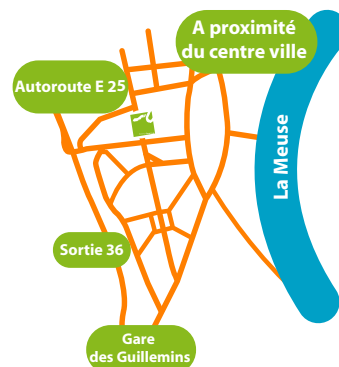 A proximité
du centre ville
Autoroute E 25
La Meuse
Sortie 36
Gare
des Guillemins